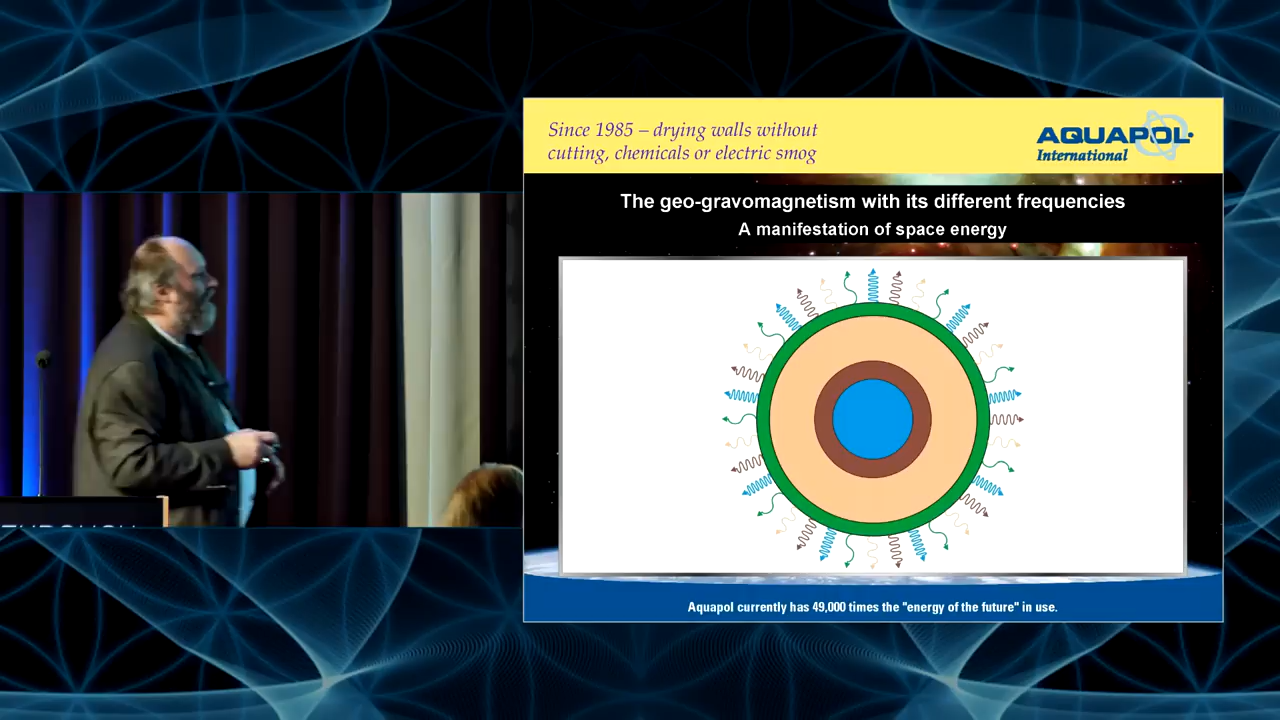 Since 1985 – drying walls without
cutting, chemicals or electric smog
AQUAPOL
International
The geo-gravomagnetism with its different frequencies
A manifestation of space energy
Aquapol currently has 49,000 times the "energy of the future" in use.